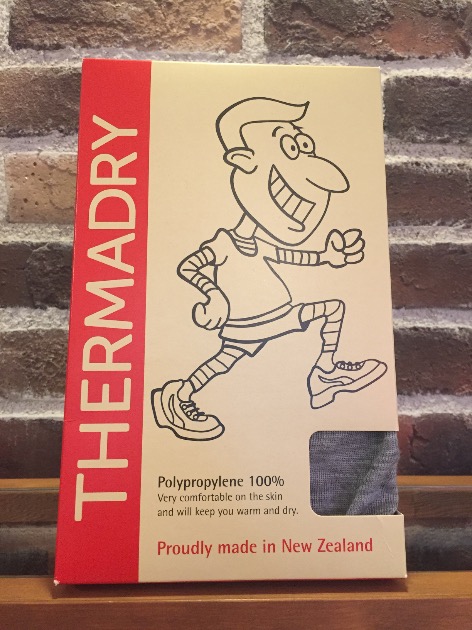 THERMADRY
Polypropylene 100%
Very comfortable on the skin
and will keep you warm and dry.
Proudly made in New Zealand